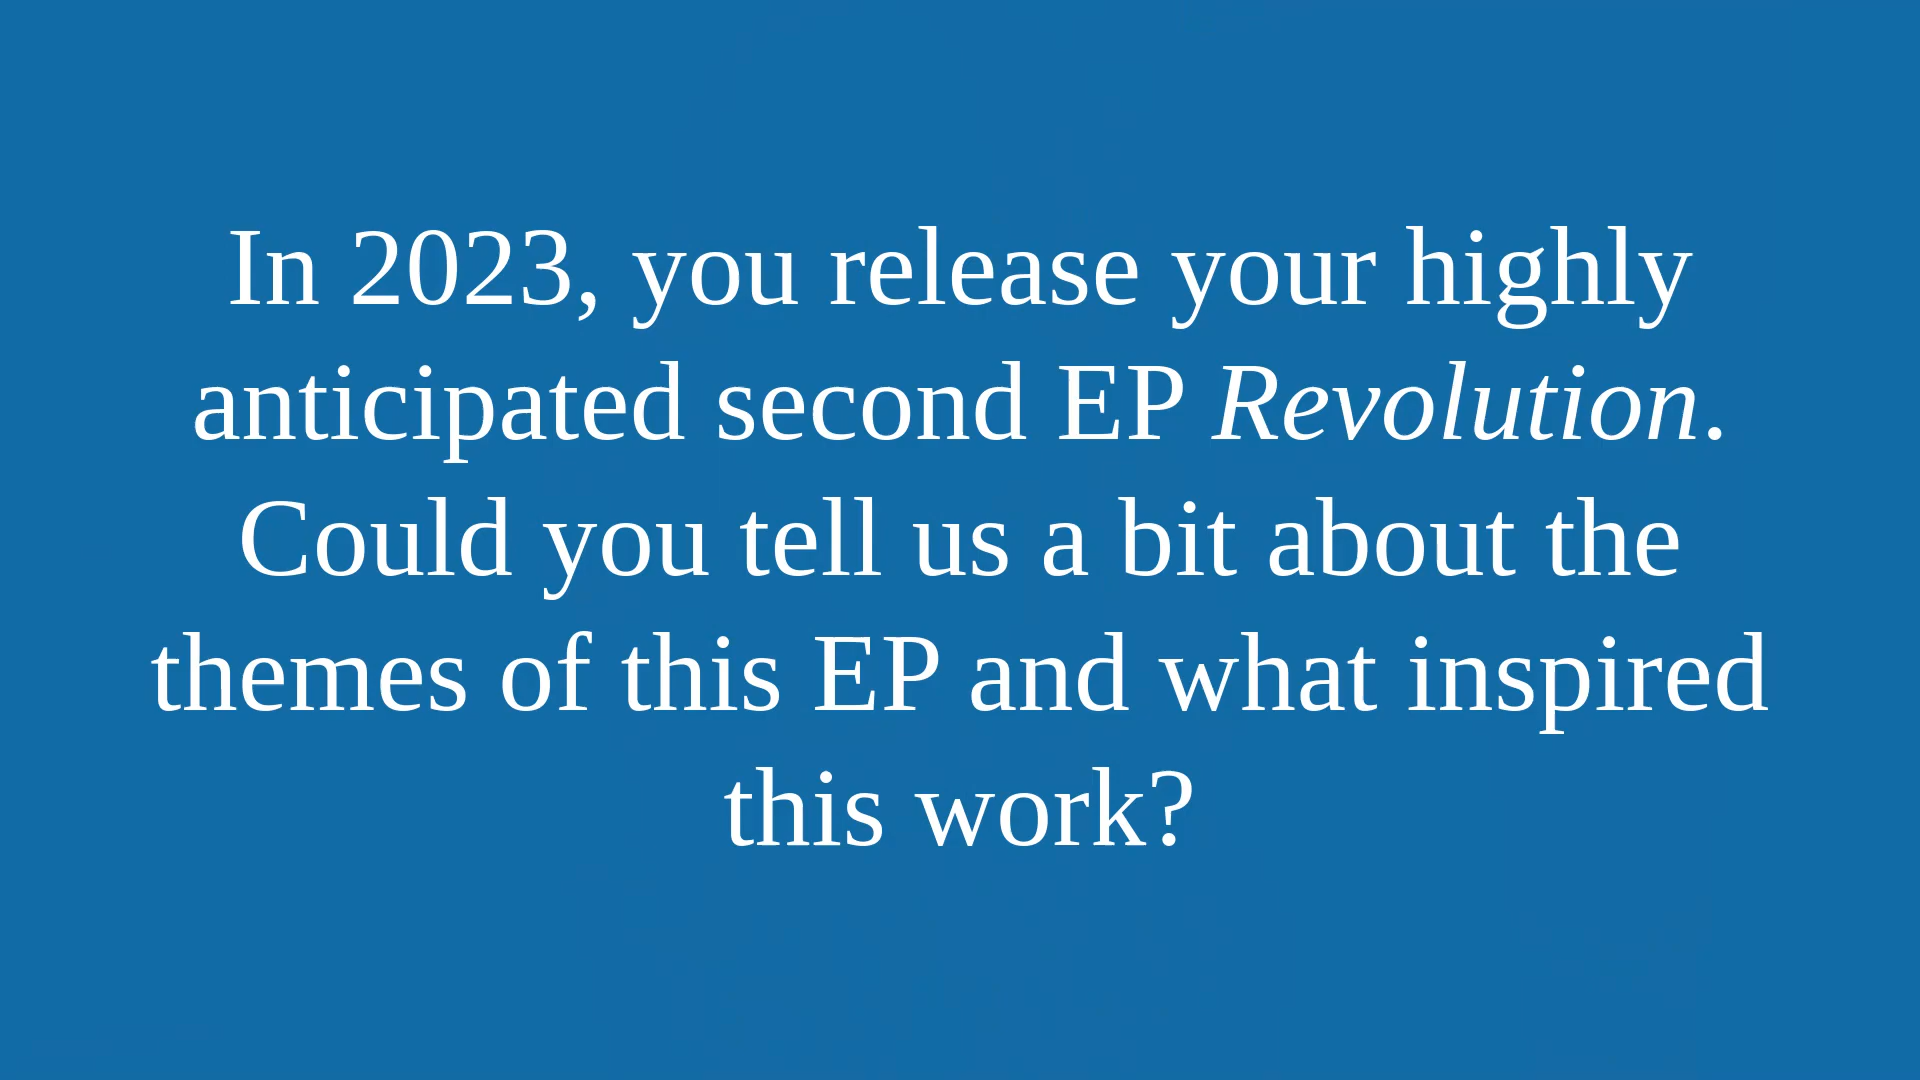 In 2023, you release your highly
anticipated second EP Revolution.
Could you tell us a bit about the
themes of this EP and what inspired
this work?